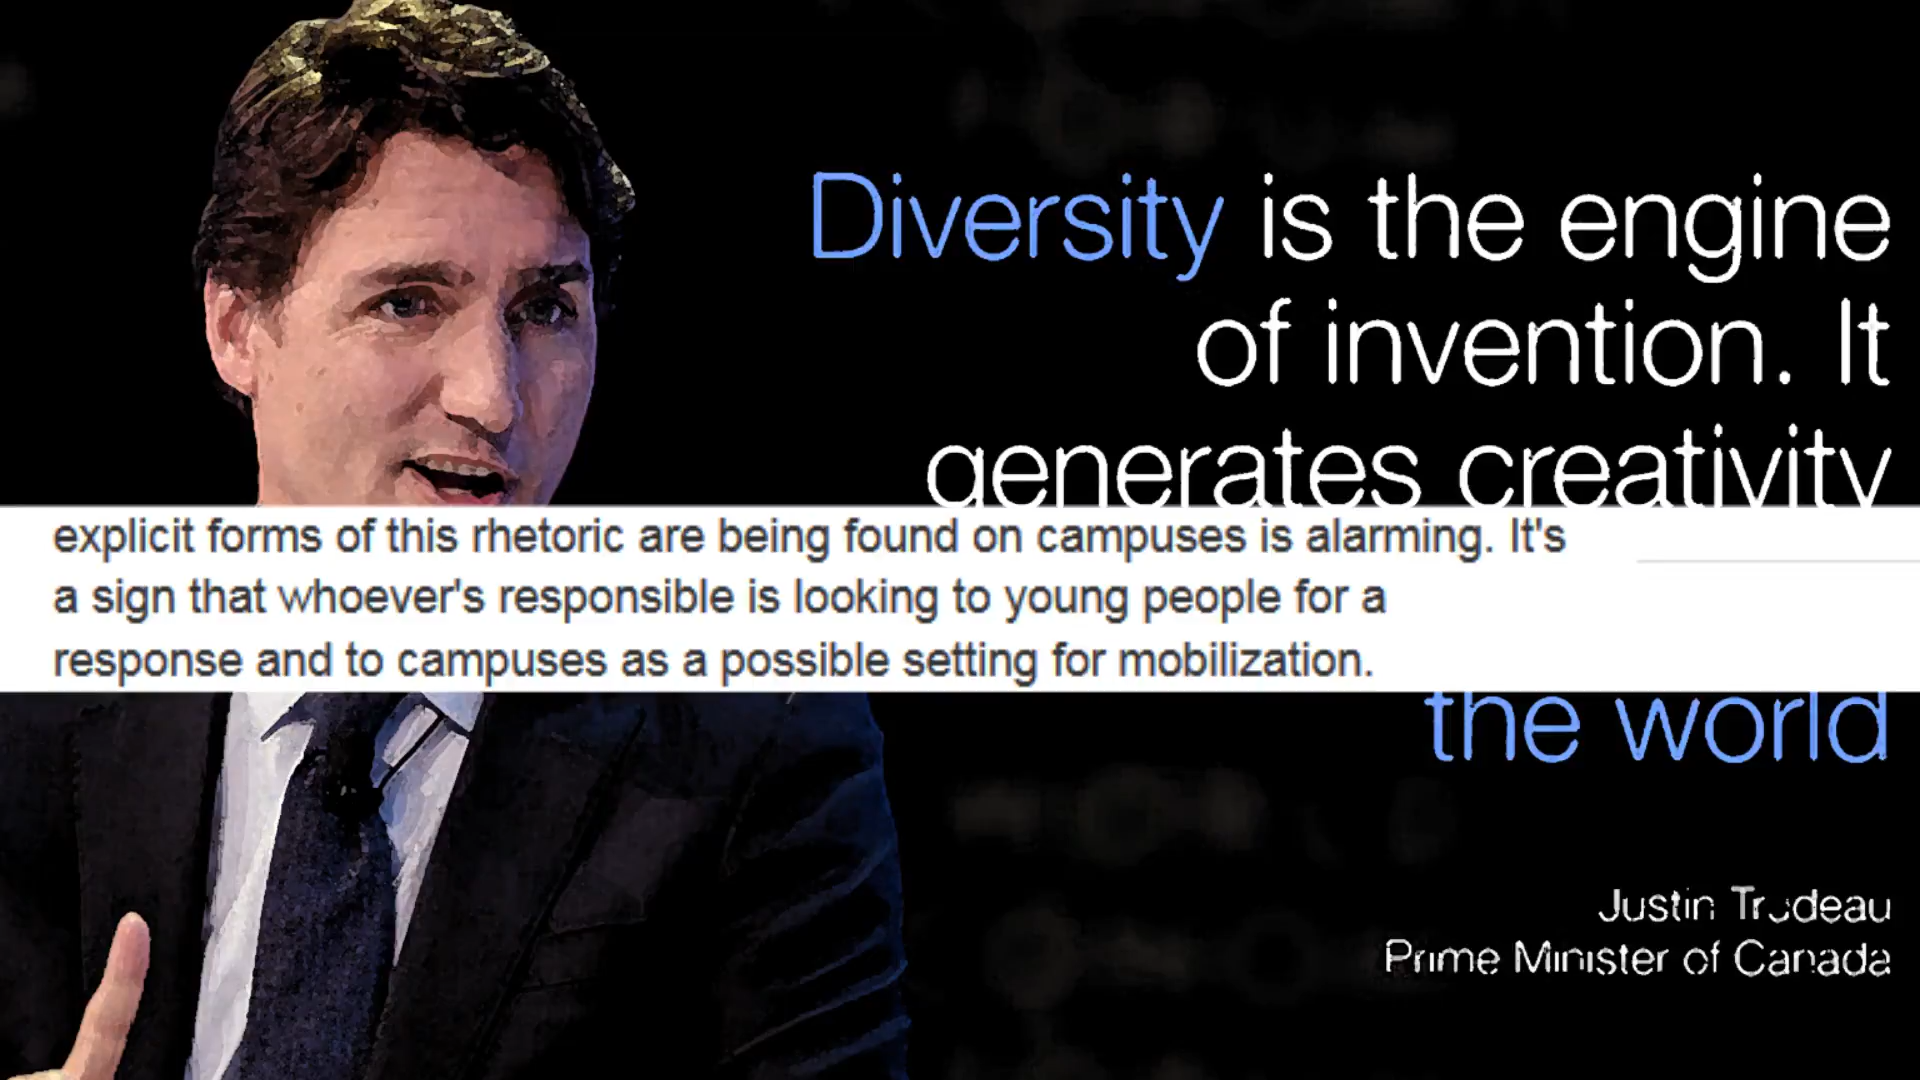 Diversity is the engine
of invention. It
generates creativity
explicit forms of this rhetoric are being found on campuses is alarming. It's
a sign that whoever's responsible is looking to young people for a
response and to campuses as a possible setting for mobilization.
the world
Justin Trudeau
Prime Minister of Canada